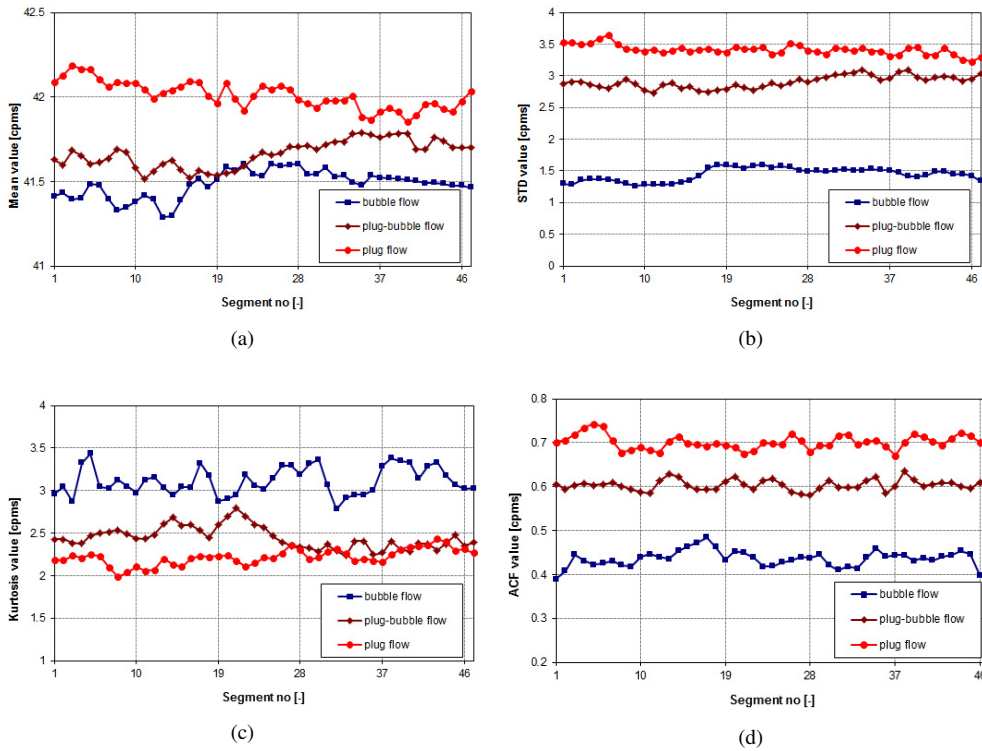 42.5
42
41.5
41
Mean value [cpms]
1 10 19 28 37 46
Segment no [-]
bubble flow
plug-bubble flow
plug flow
(a)
4
3.5
3
2.5
2
1.5
1
0.5
0
STD value [cpms]
1 10 19 28 37 46
Segment no [-]
bubble flow
plug-bubble flow
plug flow
(b)
4
3.5
3
2.5
2
1.5
1
Kurtosis value [cpms]
1 10 19 28 37 46
Segment no [-]
bubble flow
plug-bubble flow
plug flow
(c)
0.8
0.7
0.6
0.5
0.4
0.3
0.2
ACF value [cpms]
1 10 19 28 37 46
Segment no [-]
bubble flow
plug-bubble flow
plug flow
(d)